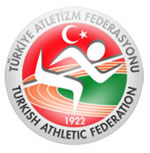 TÜRKİYE ATLETİZM FEDERASYONU
1922
TURKISH ATHLETIC FEDERATION